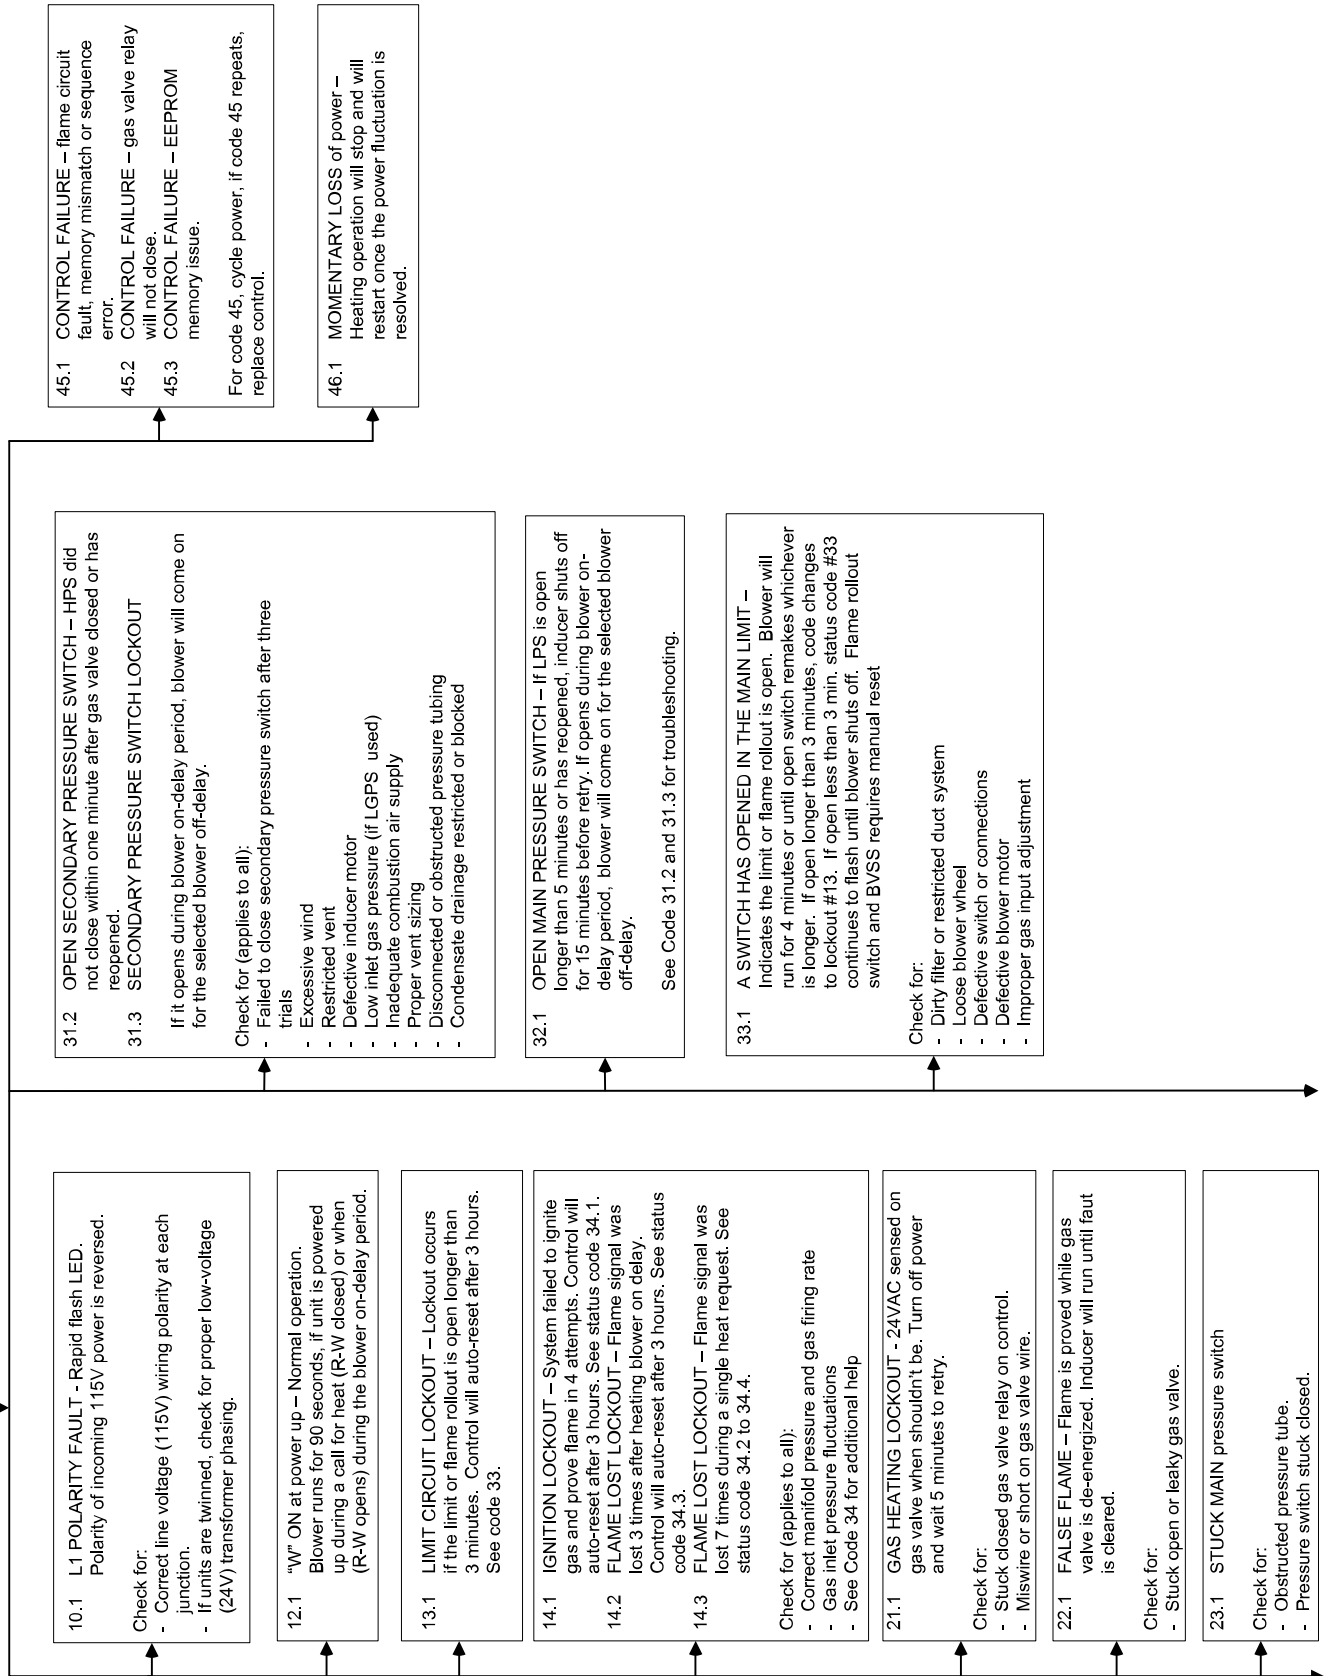 10.1 L1 POLARITY FAULT - Rapid flash LED.
Polarity of incoming 115V power is reversed.
Check for:
- Correct line voltage (115V) wiring polarity at each
junction.
- If units are twinned, check for proper low-voltage
(24V) transformer phasing.
12.1 "W" ON at power up – Normal operation.
Blower runs for 90 seconds, if unit is powered
up during a call for heat (R-W closed) or when
(R-W opens) during the blower on-delay period.
13.1 LIMIT CIRCUIT LOCKOUT – Lockout occurs
if the limit or flame rollout is open longer than
3 minutes. Control will auto-reset after 3 hours.
See code 33.
14.1 IGNITION LOCKOUT – System failed to ignite
gas and prove flame in 4 attempts. Control will
auto-reset after 3 hours. See status code 34.1.
14.2 FLAME LOST LOCKOUT – Flame signal was
lost 3 times after heating blower on delay.
Control will auto-reset after 3 hours. See status
code 34.3.
14.3 FLAME LOST LOCKOUT – Flame signal was
lost 7 times during a single heat request. See
status code 34.2 to 34.4.
Check for (applies to all):
- Correct manifold pressure and gas firing rate
- Gas inlet pressure fluctuations
- See Code 34 for additional help
21.1 GAS HEATING LOCKOUT - 24VAC sensed on
gas valve when shouldn't be. Turn off power
and wait 5 minutes to retry.
Check for:
- Stuck closed gas valve relay on control.
- Miswire or short on gas valve wire.
22.1 FALSE FLAME – Flame is proved while gas
valve is de-energized. Inducer will run until faut
is cleared.
Check for:
- Stuck open or leaky gas valve.
23.1 STUCK MAIN pressure switch
Check for:
- Obstructed pressure tube.
- Pressure switch stuck closed.
31.2 OPEN SECONDARY PRESSURE SWITCH – HPS did
not close within one minute after gas valve closed or has
reopened.
31.3 SECONDARY PRESSURE SWITCH LOCKOUT
If it opens during blower on-delay period, blower will come on
for the selected blower off-delay.
Check for (applies to all):
- Failed to close secondary pressure switch after three
trials
- Excessive wind
- Restricted vent
- Defective inducer motor
- Low inlet gas pressure (if LGPS used)
- Inadequate combustion air supply
- Proper vent sizing
- Disconnected or obstructed pressure tubing
- Condensate drainage restricted or blocked
32.1 OPEN MAIN PRESSURE SWITCH – If LPS is open
longer than 5 minutes or has reopened, inducer shuts off
for 15 minutes before retry. If opens during blower on-
delay period, blower will come on for the selected blower
off-delay.
See Code 31.2 and 31.3 for troubleshooting.
33.1 A SWITCH HAS OPENED IN THE MAIN LIMIT –
Indicates the limit or flame rollout is open. Blower will
run for 4 minutes or until open switch remakes whichever
is longer. If open longer than 3 minutes, code changes
to lockout #13. If open less than 3 min. status code #33
continues to flash until blower shuts off. Flame rollout
switch and BVSS requires manual reset
Check for:
- Dirty filter or restricted duct system
- Loose blower wheel
- Defective switch or connections
- Defective blower motor
- Improper gas input adjustment
45.1 CONTROL FAILURE – flame circuit
fault, memory mismatch or sequence
error.
45.2 CONTROL FAILURE – gas valve relay
will not close.
45.3 CONTROL FAILURE – EEPROM
memory issue.
For code 45, cycle power, if code 45 repeats,
replace control.
46.1 MOMENTARY LOSS of power –
Heating operation will stop and will
restart once the power fluctuation is
resolved.